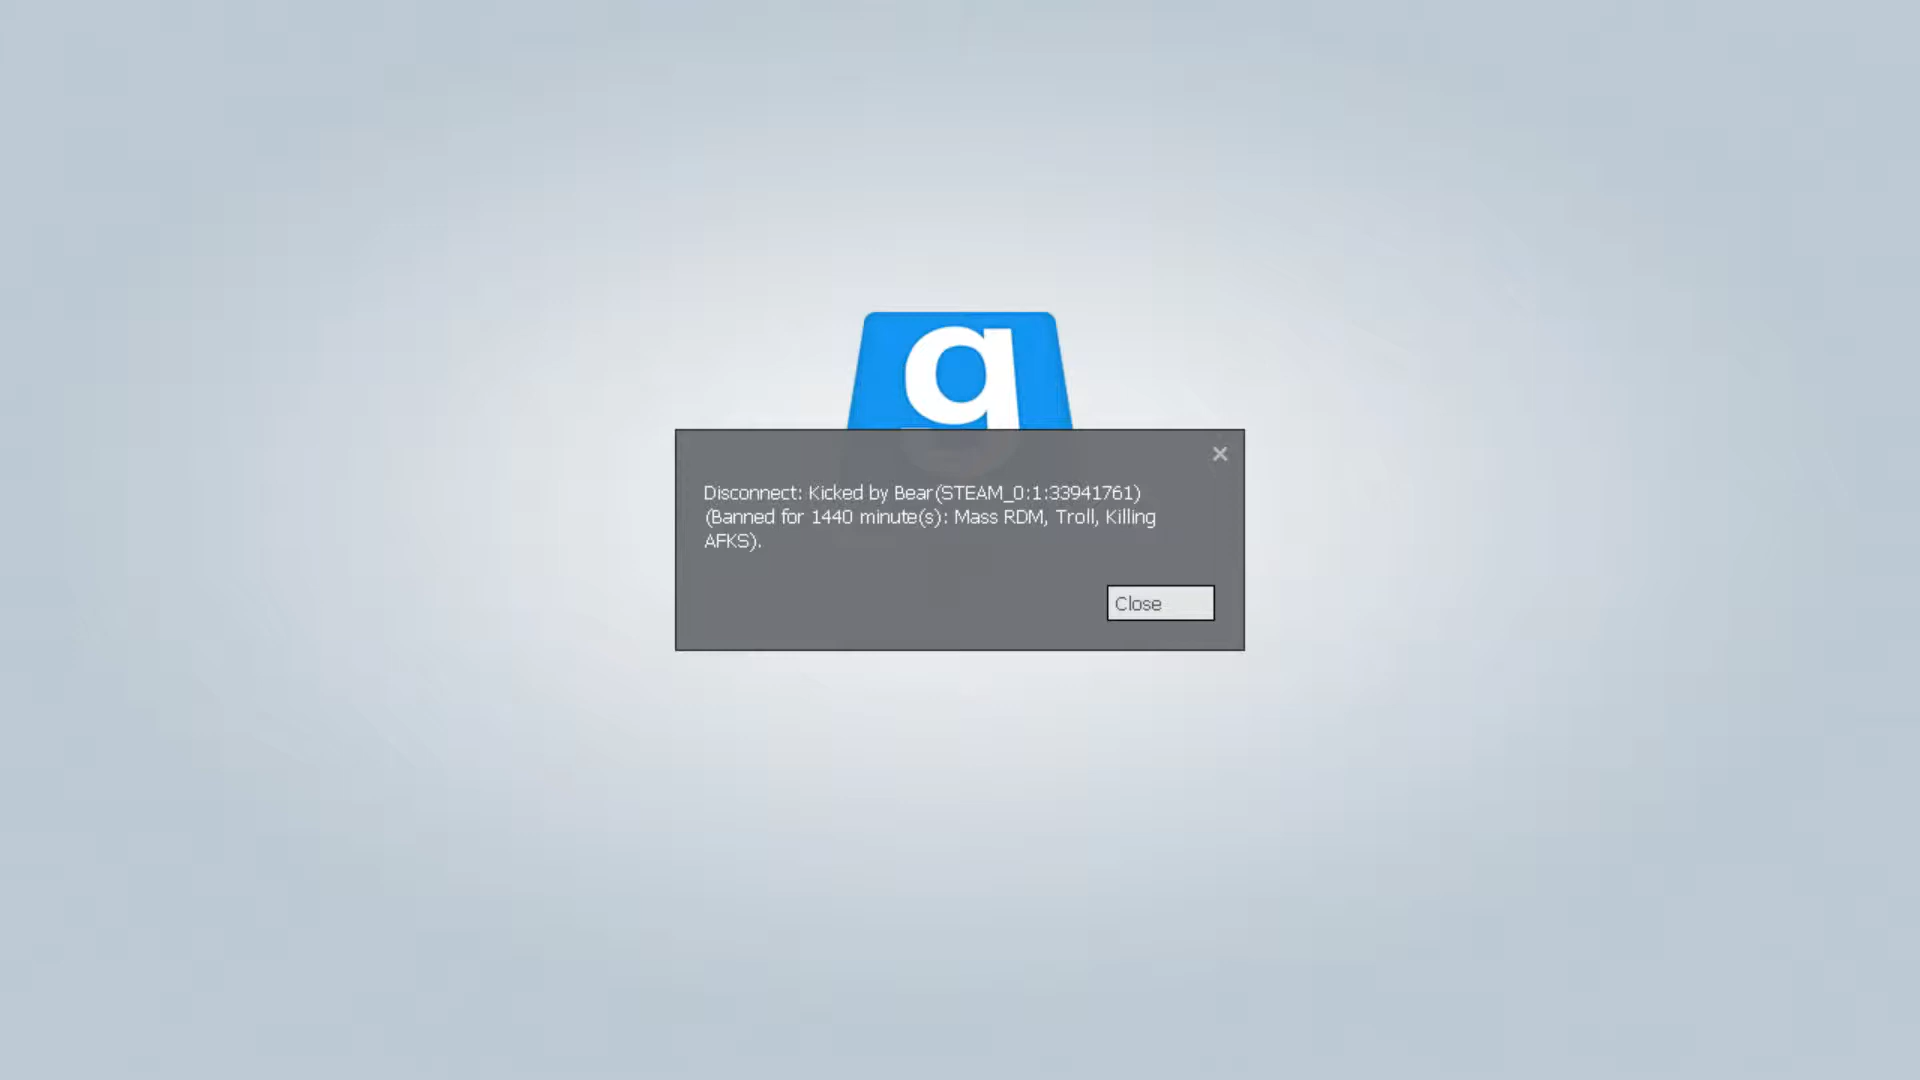 g
Disconnect: Kicked by Bear(STEAM_0:1:33941761)
(Banned for 1440 minute(s): Mass RDM, Troll, Killing
AFKS).
Close